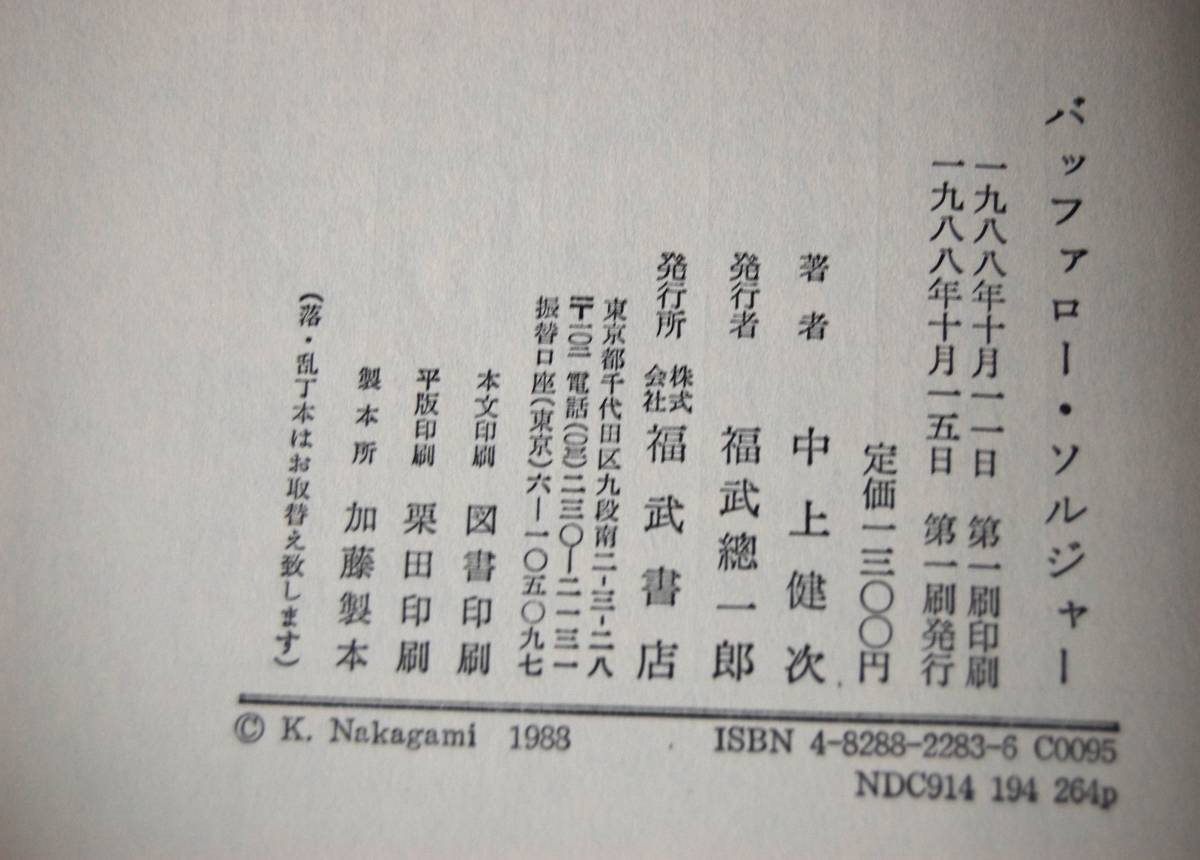 バッファロー・ソルジャー
一九八八年十月一一日　第一刷印刷
一九八八年十月一五日　第一刷発行
定価一三〇〇円
著者　中上健次
発行者　福武總一郎
発行所　株式会社　福武書店
東京都千代田区九段南二-三-二八
〒一〇二　電話(〇三)二三〇―二一三一
振替口座(東京)六―一〇五〇九七
本文印刷　図書印刷
平版印刷　栗田印刷
製本所　加藤製本
(落・乱丁本はお取替え致します)
© K. Nakagami 1988
ISBN 4-8288-2283-6 C0095
NDC914 194 264p